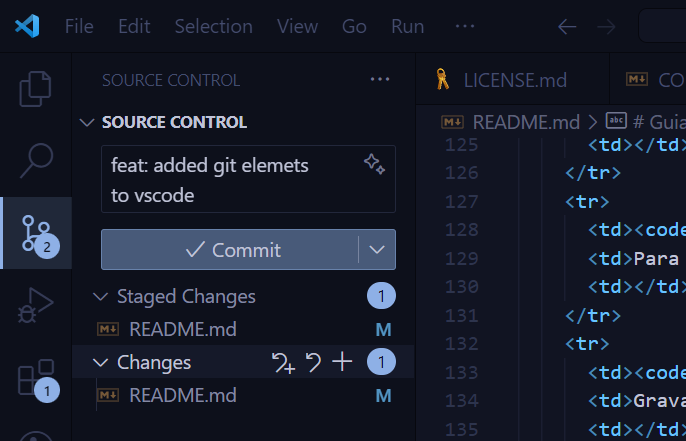 File Edit Selection View Go Run ···
SOURCE CONTROL ···
SOURCE CONTROL
feat: added git elemets
to vscode
Commit
Staged Changes 1
README.md M
Changes 1
README.md M
2
1
LICENSE.md CO
README.md > abc # Guia
125 <td></td>
126 </tr>
127 <tr>
128 <td><code
129 <td>Para
130 <td></td>
131 </tr>
132 <tr>
133 <td><code
134 <td>Grava
135 <td></td>